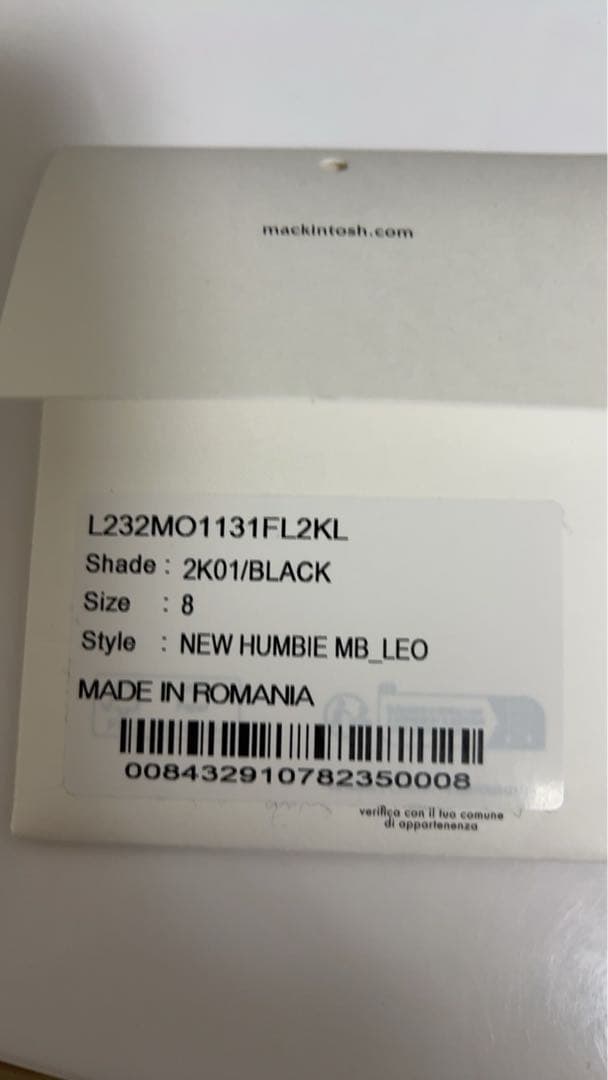 mackintosh.com
L232MO1131FL2KL
Shade : 2K01/BLACK
Size : 8
Style : NEW HUMBIE MB_LEO
MADE IN ROMANIA
008432910782350008
verifica con il tuo comune
di appartenenza